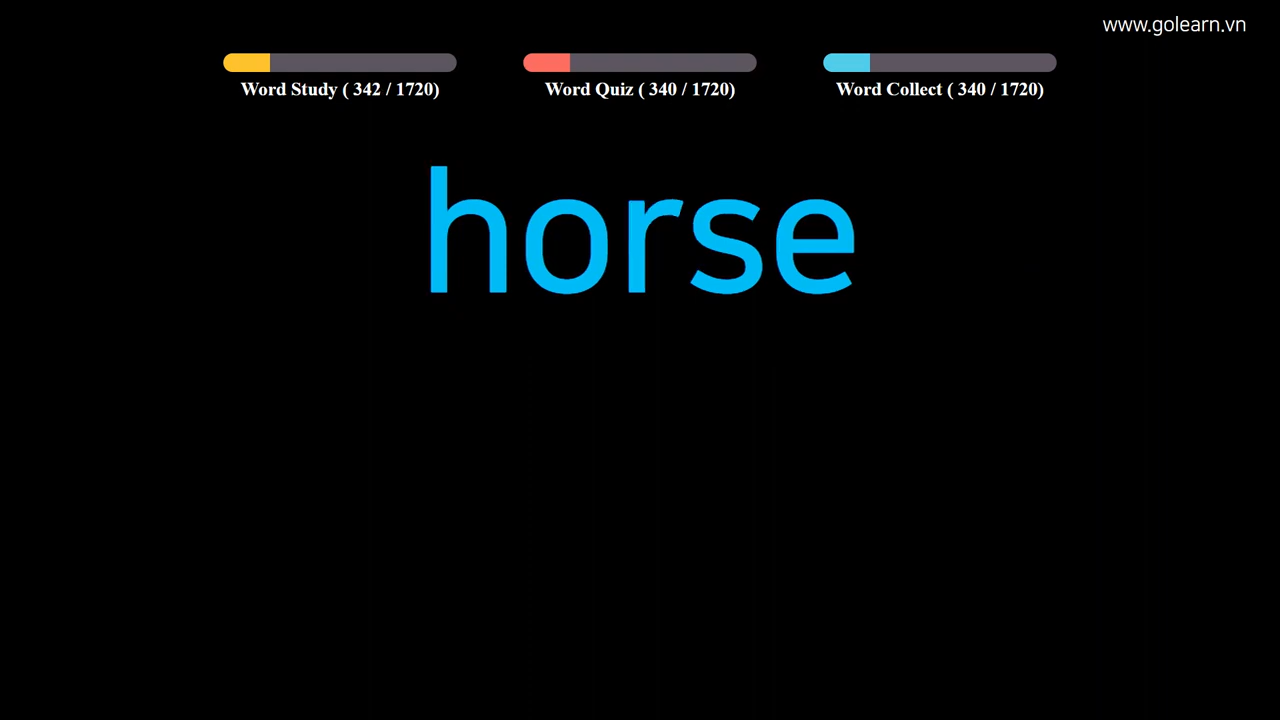 www.golearn.vn
Word Study ( 342 / 1720)
Word Quiz ( 340 / 1720)
Word Collect ( 340 / 1720)
horse